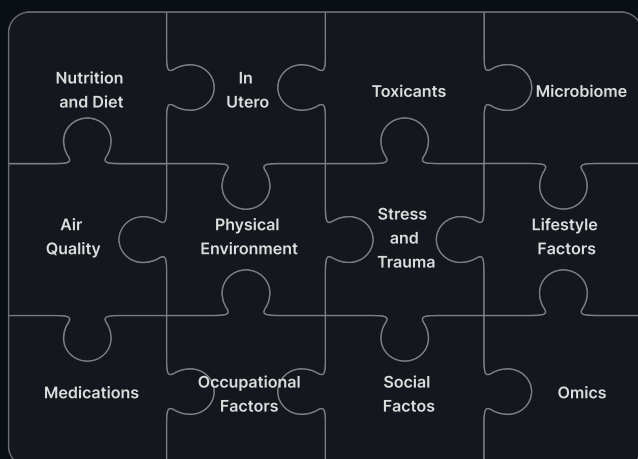 Nutrition
and Diet
In
Utero
Toxicants
Microbiome
Air
Quality
Physical
Environment
Stress
and
Trauma
Lifestyle
Factors
Medications
Occupational
Factors
Social
Factos
Omics